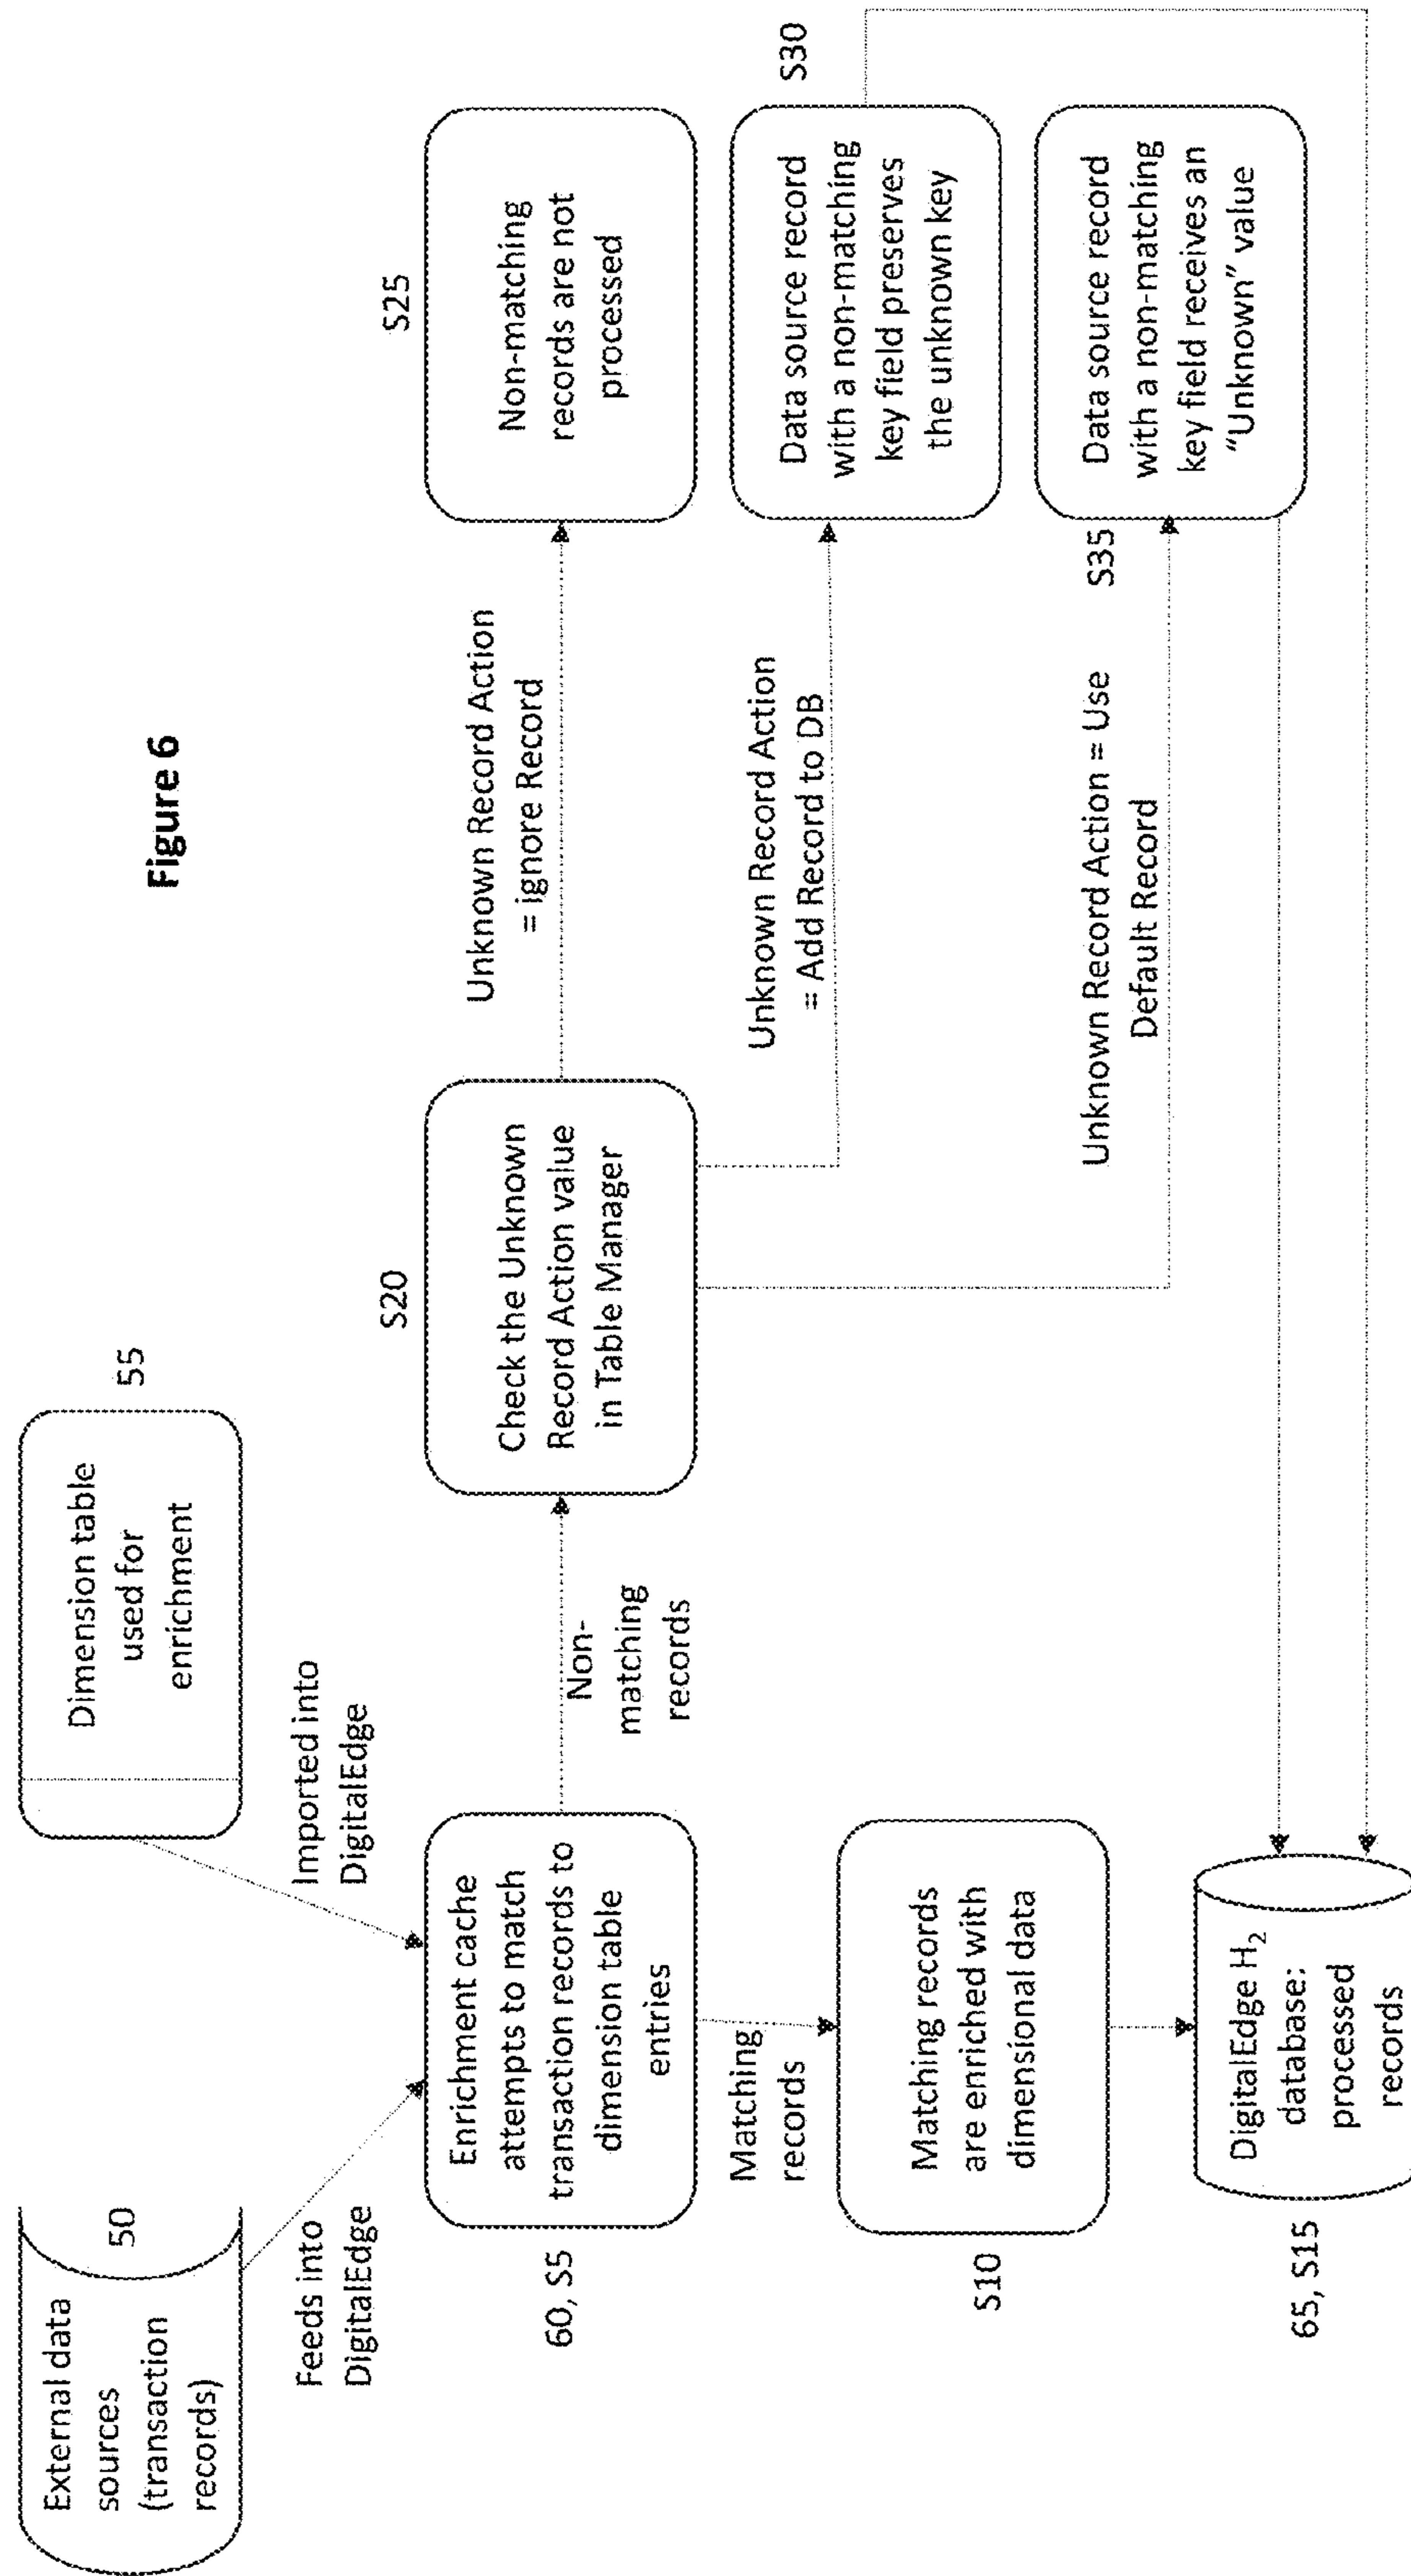 Figure 6
External data
sources
(transaction
records)
50
Dimension table
used for
enrichment
55
Feeds into
DigitalEdge
Imported into
DigitalEdge
Enrichment cache
attempts to match
transaction records to
dimension table
entries
60, S5
Non-
matching
records
S20
Check the Unknown
Record Action value
in Table Manager
Unknown Record Action
= ignore Record
S25
Non-matching
records are not
processed
Matching
records
Unknown Record Action
= Add Record to DB
S30
Data source record
with a non-matching
key field preserves
the unknown key
Matching records
are enriched with
dimensional data
S10
Unknown Record Action = Use
Default Record
S35
Data source record
with a non-matching
key field receives an
“Unknown” value
DigitalEdge H₂
database:
processed
records
65, S15